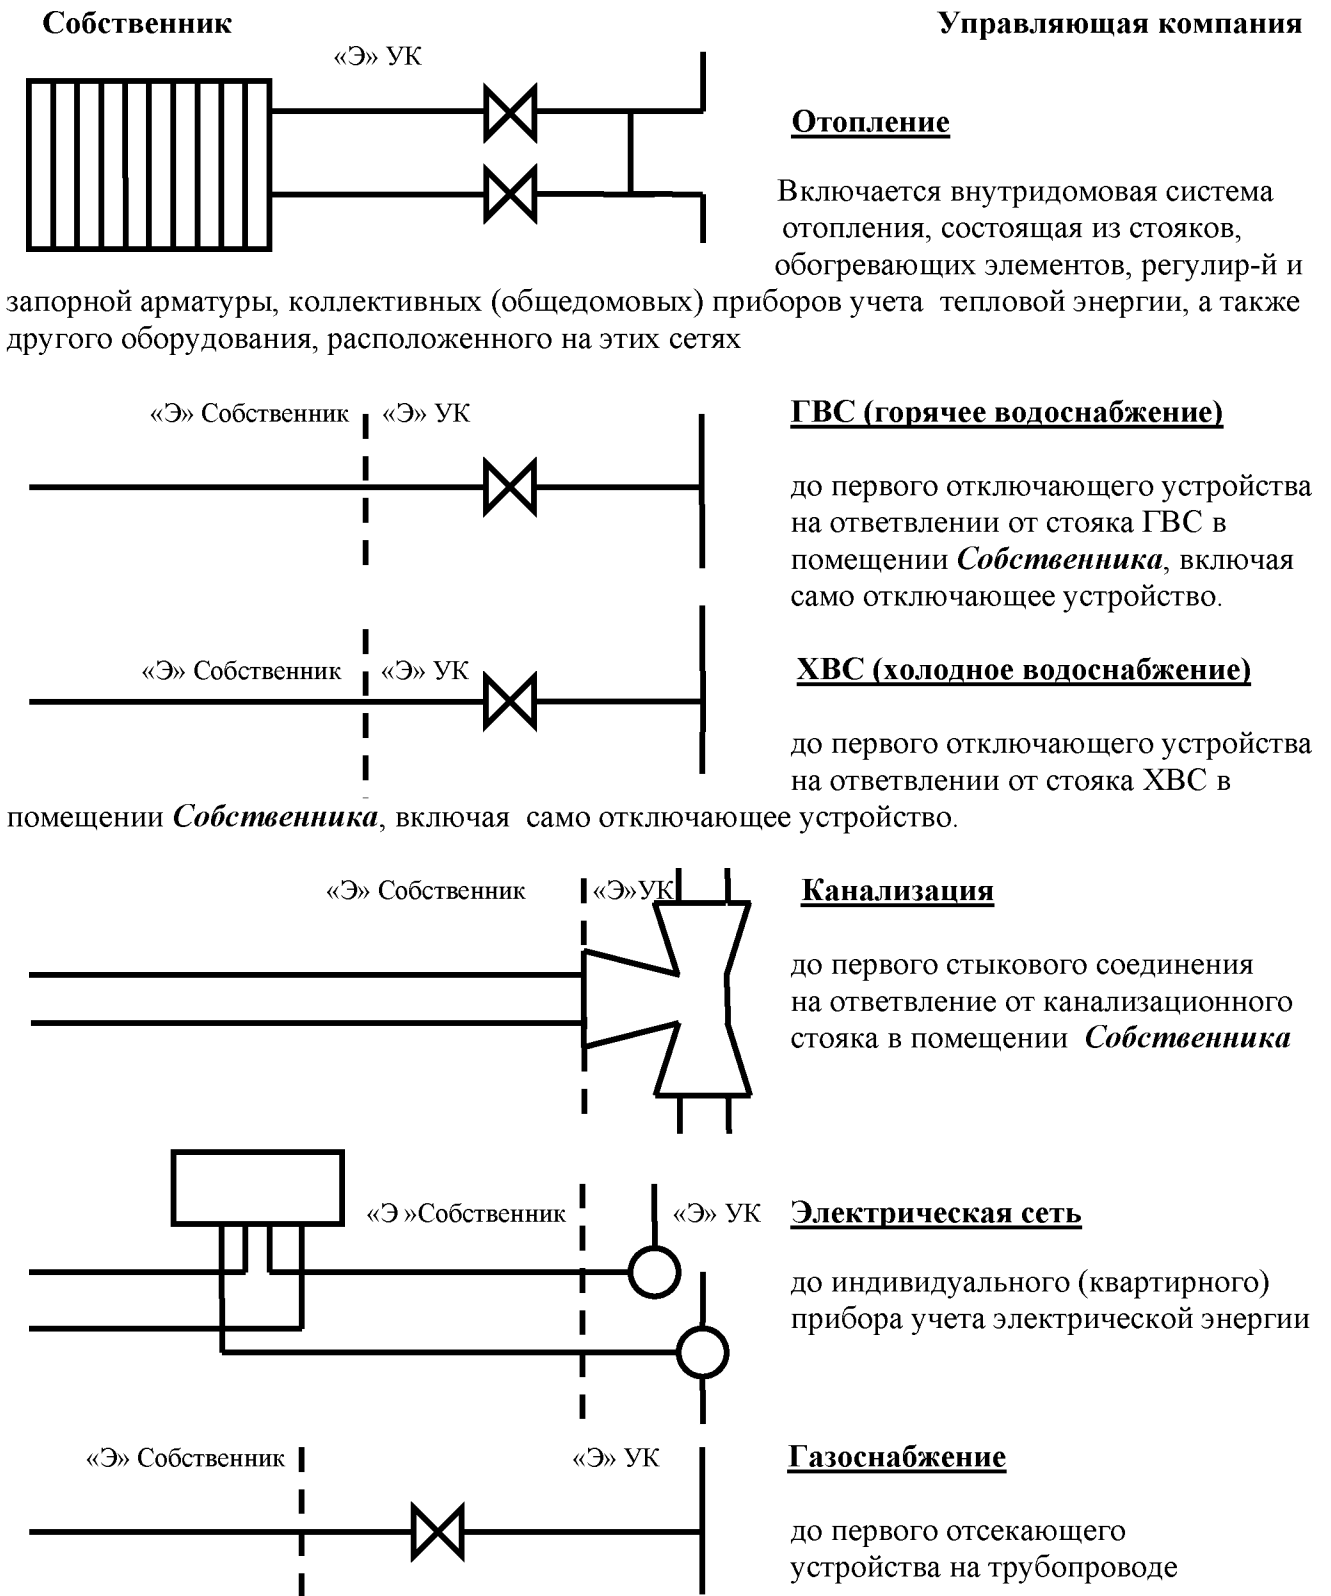 Собственник
Управляющая компания
«Э» УК
Отопление
Включается внутридомовая система
отопления, состоящая из стояков,
обогревающих элементов, регулир-й и
запорной арматуры, коллективных (общедомовых) приборов учета тепловой энергии, а также
другого оборудования, расположенного на этих сетях
«Э» Собственник
«Э» УК
ГВС (горячее водоснабжение)
до первого отключающего устройства
на ответвлении от стояка ГВС в
помещении Собственника, включая
само отключающее устройство.
«Э» Собственник
«Э» УК
ХВС (холодное водоснабжение)
до первого отключающего устройства
на ответвлении от стояка ХВС в
помещении Собственника, включая само отключающее устройство.
«Э» Собственник
«Э»УК
Канализация
до первого стыкового соединения
на ответвление от канализационного
стояка в помещении Собственника
«Э »Собственник
«Э» УК
Электрическая сеть
до индивидуального (квартирного)
прибора учета электрической энергии
«Э» Собственник
«Э» УК
Газоснабжение
до первого отсекающего
устройства на трубопроводе